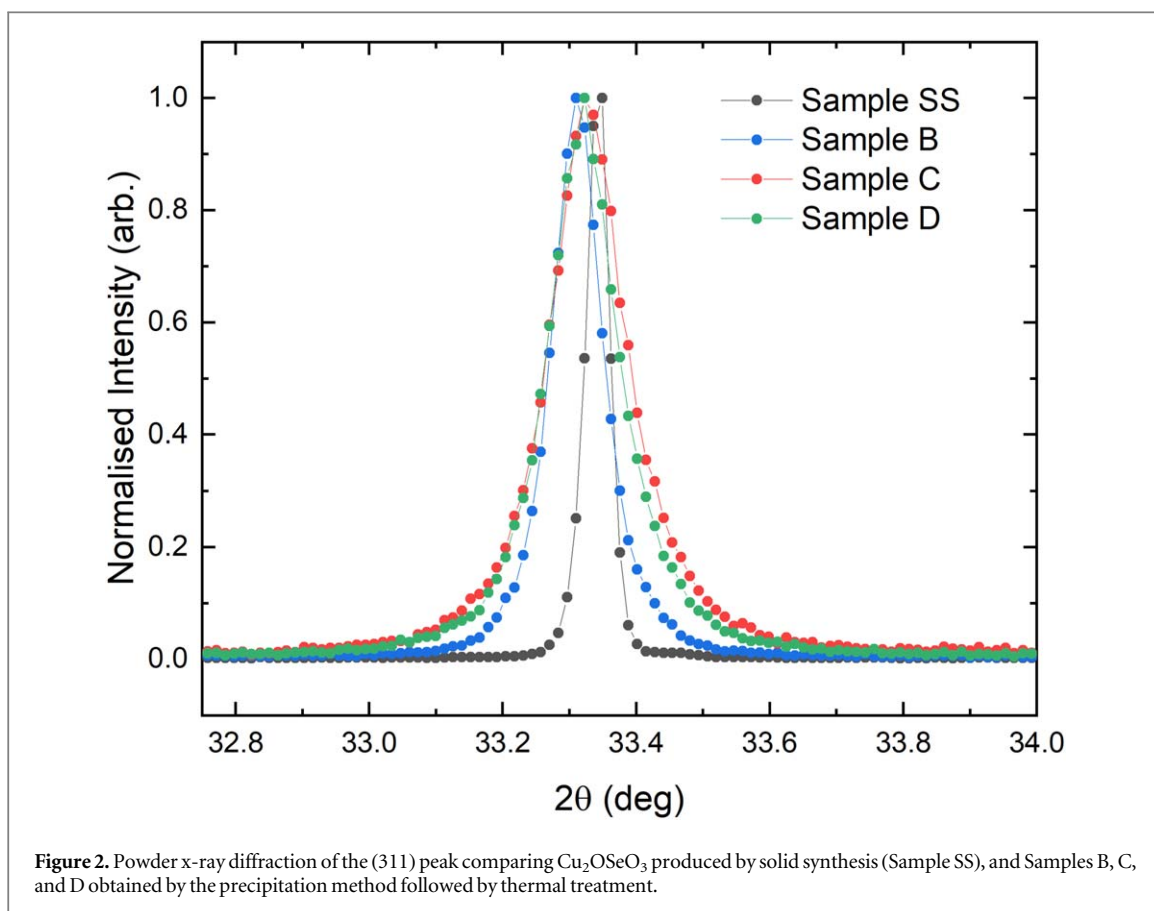 Normalised Intensity (arb.)
1.0
0.8
0.6
0.4
0.2
0.0
Sample SS
Sample B
Sample C
Sample D
32.8 33.0 33.2 33.4 33.6 33.8 34.0
2θ (deg)
Figure 2. Powder x-ray diffraction of the (311) peak comparing Cu₂OSeO₃ produced by solid synthesis (Sample SS), and Samples B, C,
and D obtained by the precipitation method followed by thermal treatment.